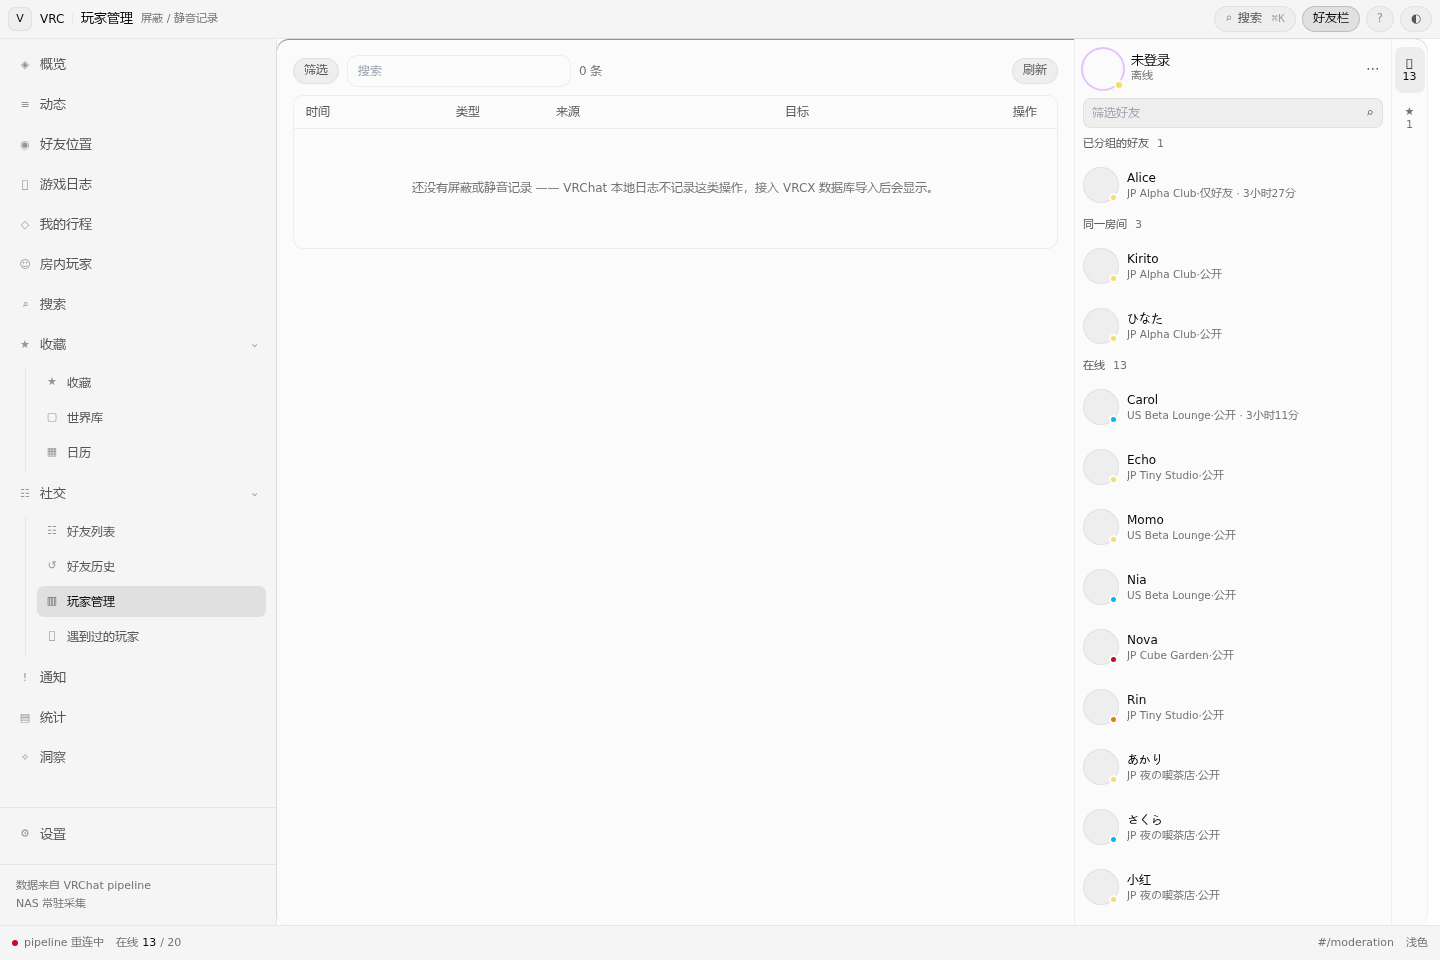 V VRC 玩家管理 屏蔽 / 静音记录
搜索 ⌘K 好友栏 ?
概览
动态
好友位置
游戏日志
我的行程
房内玩家
搜索
收藏
收藏
世界库
日历
社交
好友列表
好友历史
玩家管理
遇到过的玩家
通知
统计
洞察
设置
数据来自 VRChat pipeline
NAS 常驻采集
筛选 搜索 0 条 刷新
时间 类型 来源 目标 操作
还没有屏蔽或静音记录 —— VRChat 本地日志不记录这类操作，接入 VRCX 数据库导入后会显示。
未登录
离线
筛选好友
已分组的好友 1
Alice
JP Alpha Club·仅好友 · 3小时27分
同一房间 3
Kirito
JP Alpha Club·公开
ひなた
JP Alpha Club·公开
在线 13
Carol
US Beta Lounge·公开 · 3小时11分
Echo
JP Tiny Studio·公开
Momo
US Beta Lounge·公开
Nia
US Beta Lounge·公开
Nova
JP Cube Garden·公开
Rin
JP Tiny Studio·公开
あかり
JP 夜の喫茶店·公开
さくら
JP 夜の喫茶店·公开
小红
JP 夜の喫茶店·公开
13
★
1
pipeline 重连中 在线 13 / 20
#/moderation 浅色